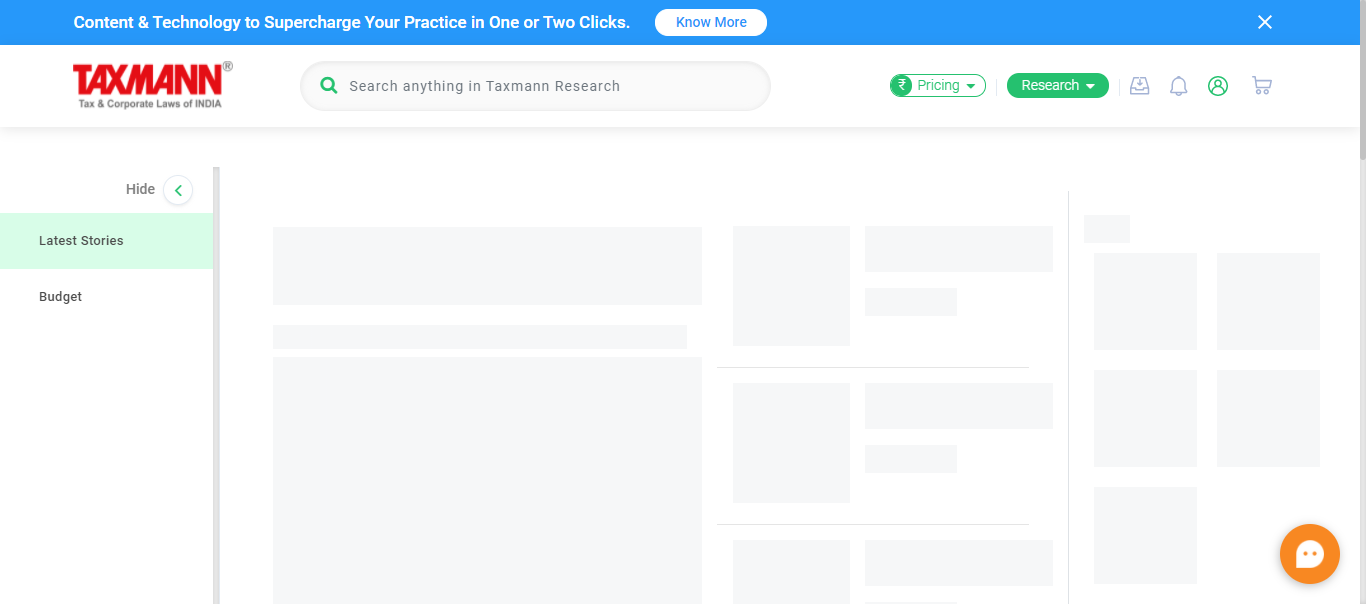 Content & Technology to Supercharge Your Practice in One or Two Clicks.
Know More
TAXMANN®
Tax & Corporate Laws of INDIA
Search anything in Taxmann Research
₹ Pricing
Research
Hide
Latest Stories
Budget